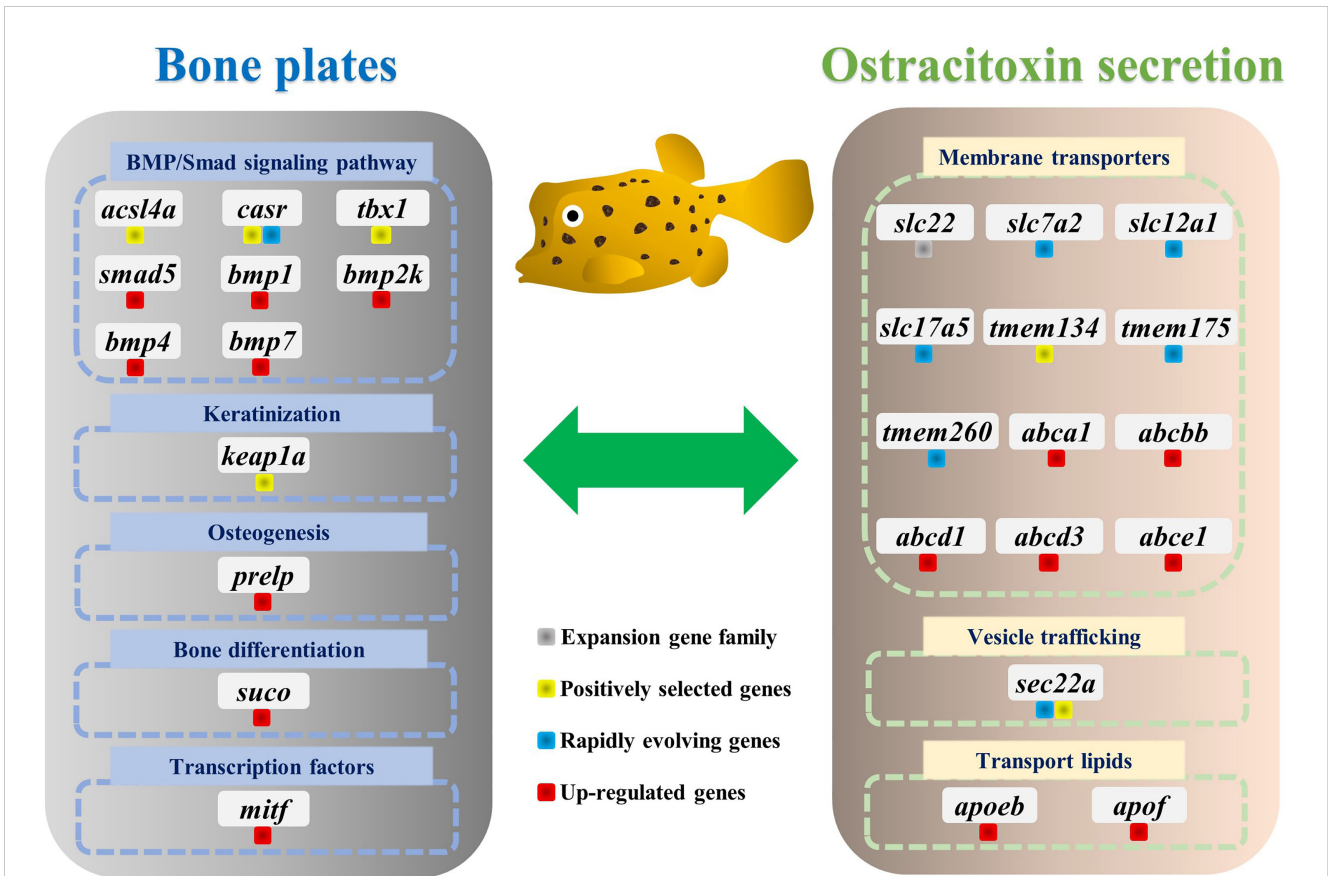 Bone plates
BMP/Smad signaling pathway
acsl4a casr tbx1
smad5 bmp1 bmp2k
bmp4 bmp7
Keratinization
keap1a
Osteogenesis
prelp
Bone differentiation
suco
Transcription factors
mitf
Expansion gene family
Positively selected genes
Rapidly evolving genes
Up-regulated genes
Ostracitoxin secretion
Membrane transporters
slc22 slc7a2 slc12a1
slc17a5 tmem134 tmem175
tmem260 abca1 abcbb
abcd1 abcd3 abce1
Vesicle trafficking
sec22a
Transport lipids
apoeb apof